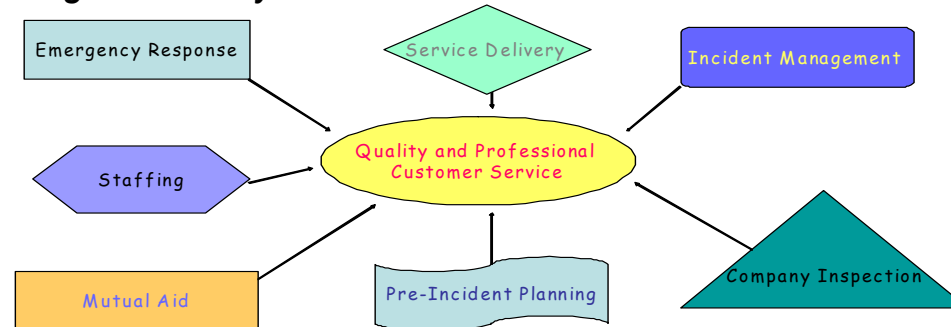 Emergency Response
Service Delivery
Incident Management
Quality and Professional
Customer Service
Staffing
Company Inspection
Mutual Aid
Pre-Incident Planning